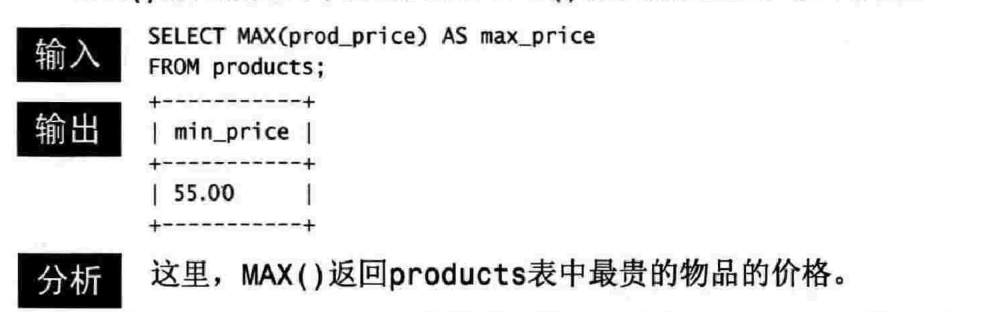 输入
SELECT MAX(prod_price) AS max_price
FROM products;
输出
+-----------+
| min_price |
+-----------+
| 55.00     |
+-----------+
分析
这里，MAX()返回products表中最贵的物品的价格。